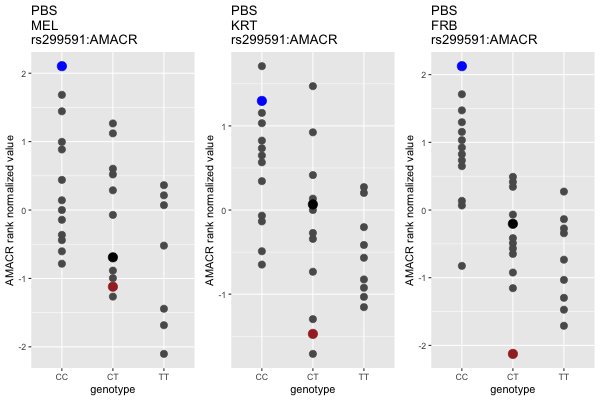 PBS
MEL
rs299591:AMACR
AMACR rank normalized value
2
1
0
-1
-2
CC
CT
TT
genotype
PBS
KRT
rs299591:AMACR
AMACR rank normalized value
1
0
-1
CC
CT
TT
genotype
PBS
FRB
rs299591:AMACR
AMACR rank normalized value
2
1
0
-1
-2
CC
CT
TT
genotype